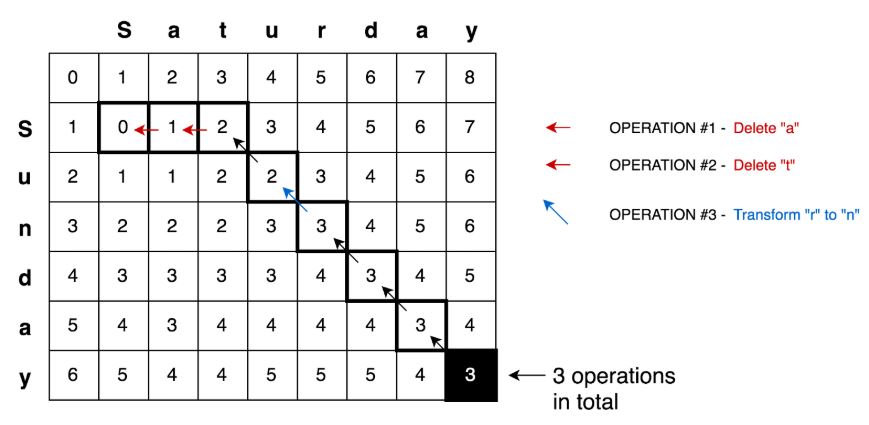 S a t u r d a y
0 1 2 3 4 5 6 7 8
S 1 0 1 2 3 4 5 6 7
u 2 1 1 2 2 3 4 5 6
n 3 2 2 2 3 3 4 5 6
d 4 3 3 3 3 4 3 4 5
a 5 4 3 4 4 4 4 3 4
y 6 5 4 4 5 5 5 4 3
OPERATION #1 - Delete "a"
OPERATION #2 - Delete "t"
OPERATION #3 - Transform "r" to "n"
3 operations
in total